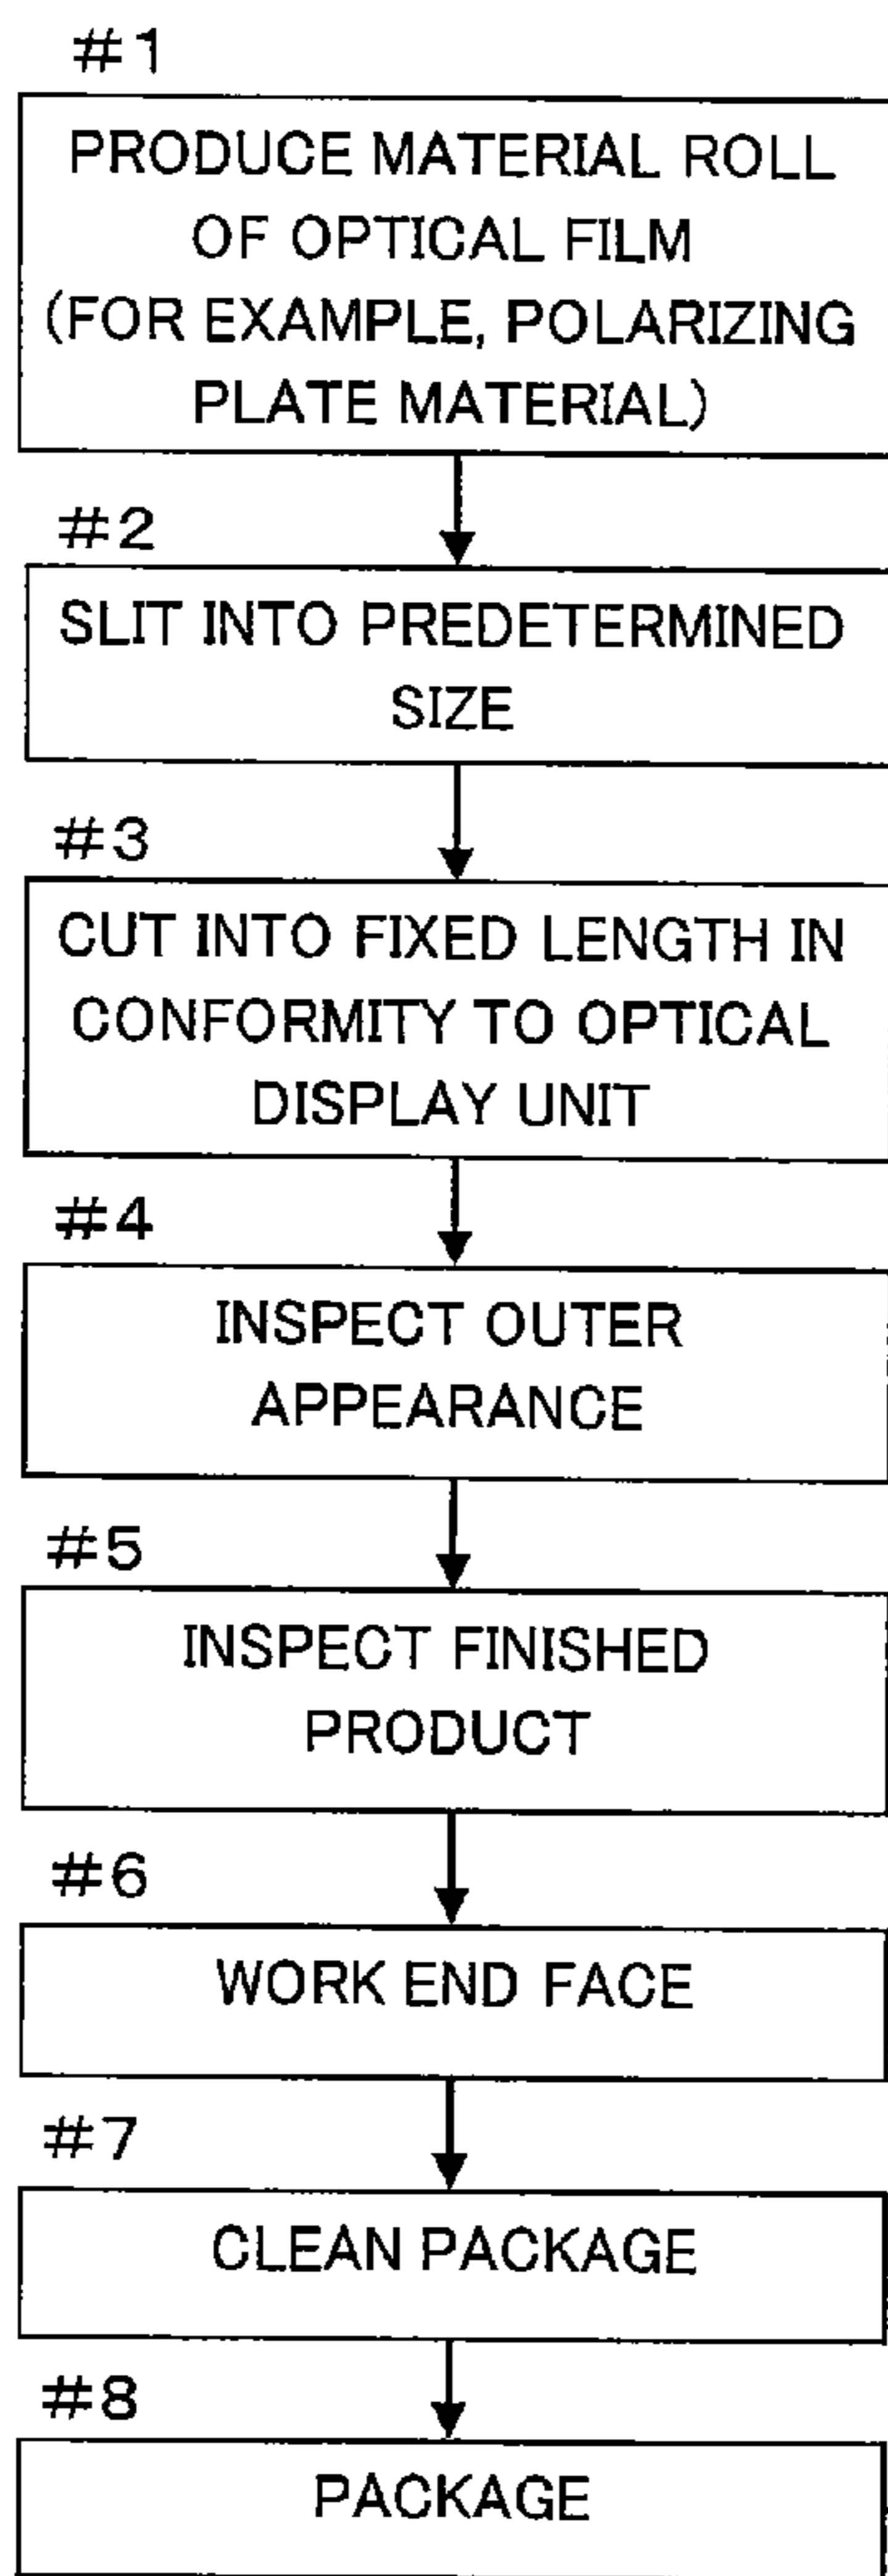 #1
PRODUCE MATERIAL ROLL
OF OPTICAL FILM
(FOR EXAMPLE, POLARIZING
PLATE MATERIAL)
#2
SLIT INTO PREDETERMINED
SIZE
#3
CUT INTO FIXED LENGTH IN
CONFORMITY TO OPTICAL
DISPLAY UNIT
#4
INSPECT OUTER
APPEARANCE
#5
INSPECT FINISHED
PRODUCT
#6
WORK END FACE
#7
CLEAN PACKAGE
#8
PACKAGE